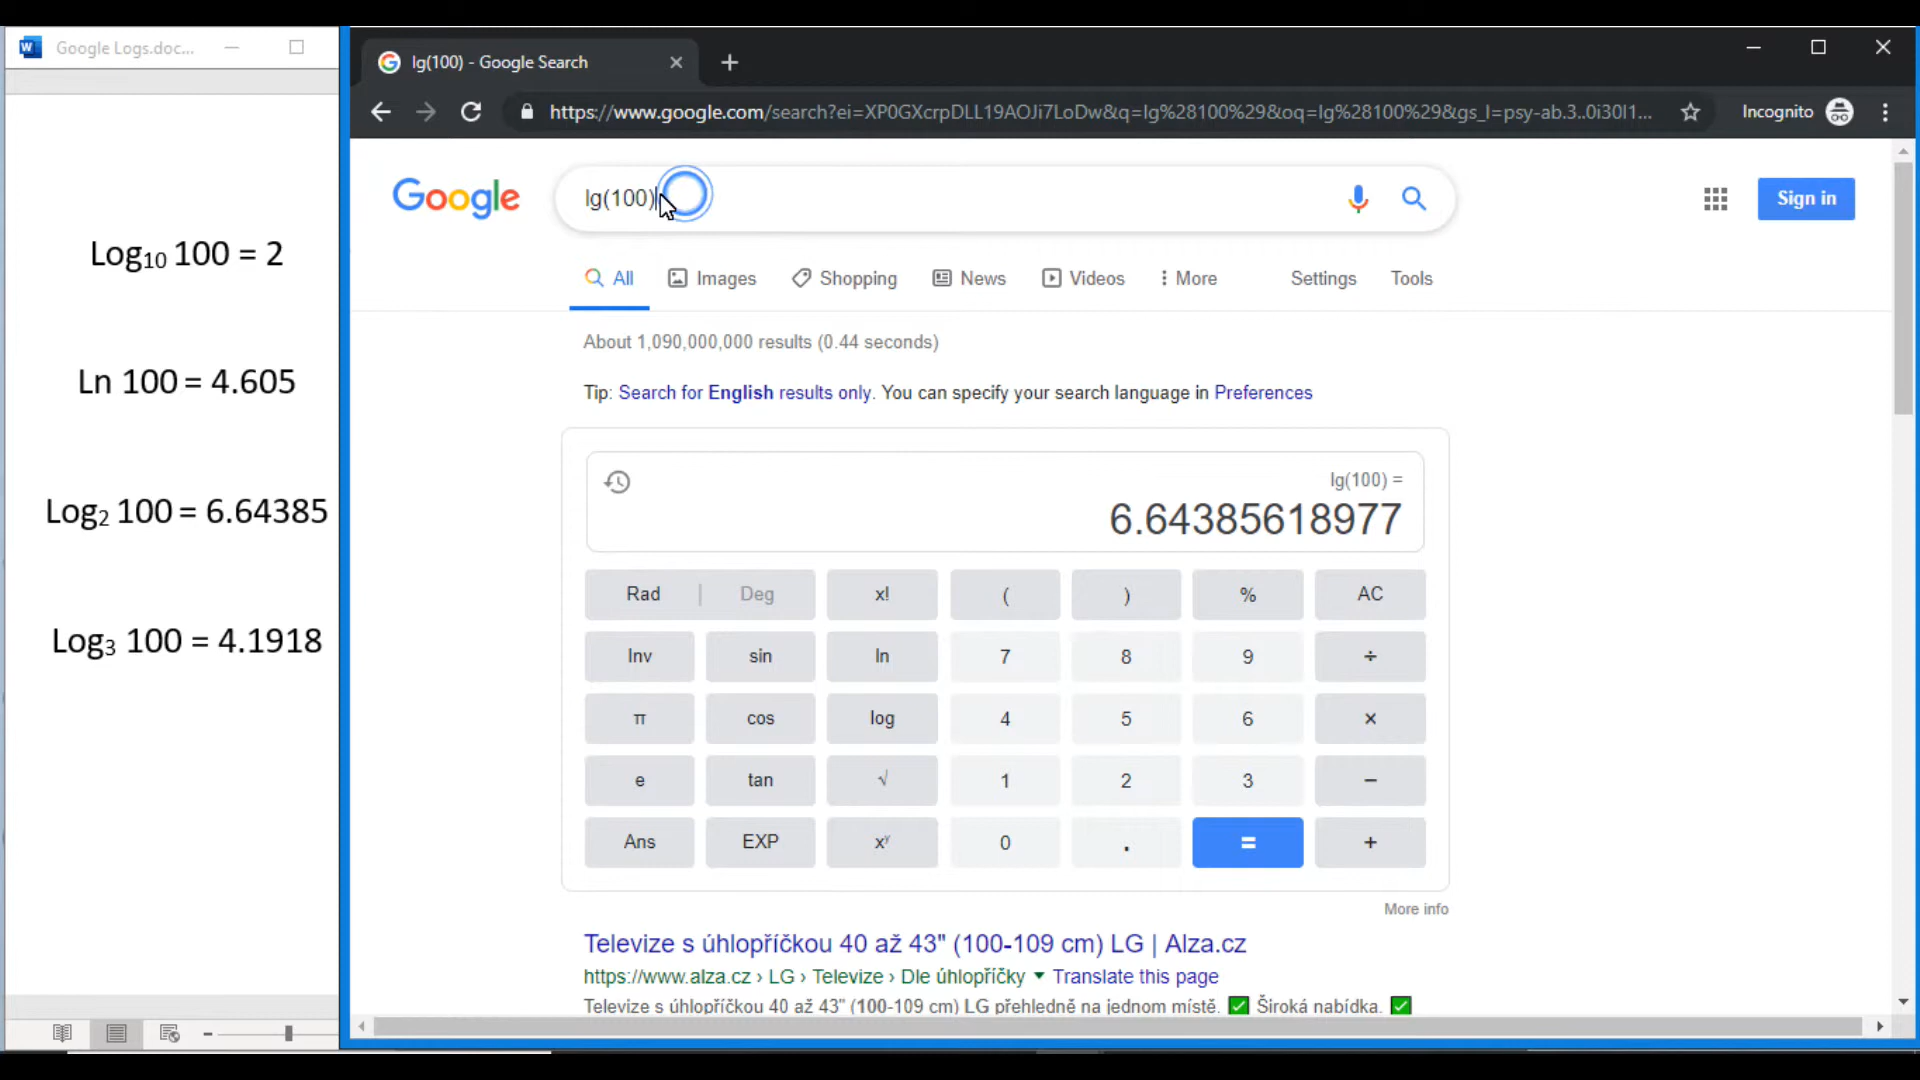 Google Logs.doc...
Log10 100 = 2
Ln 100 = 4.605
Log2 100 = 6.64385
Log3 100 = 4.1918
lg(100) - Google Search
https://www.google.com/search?ei=XP0GXcrpDLL19AOJi7LoDw&q=lg%28100%29&oq=lg%28100%29&gs_l=psy-ab.3..0i30l1...
Incognito
Google
lg(100)
Sign in
All Images Shopping News Videos More Settings Tools
About 1,090,000,000 results (0.44 seconds)
Tip: Search for English results only. You can specify your search language in Preferences
lg(100) =
6.64385618977
Rad | Deg x! ( ) % AC
Inv sin ln 7 8 9 ÷
π cos log 4 5 6 ×
e tan √ 1 2 3 −
Ans EXP xʸ 0 . = +
More info
Televize s úhlopříčkou 40 až 43" (100-109 cm) LG | Alza.cz
https://www.alza.cz › LG › Televize › Dle úhlopříčky ▼ Translate this page
Televize s úhlopříčkou 40 až 43" (100-109 cm) LG přehledně na jednom místě. ✅ Široká nabídka. ✅